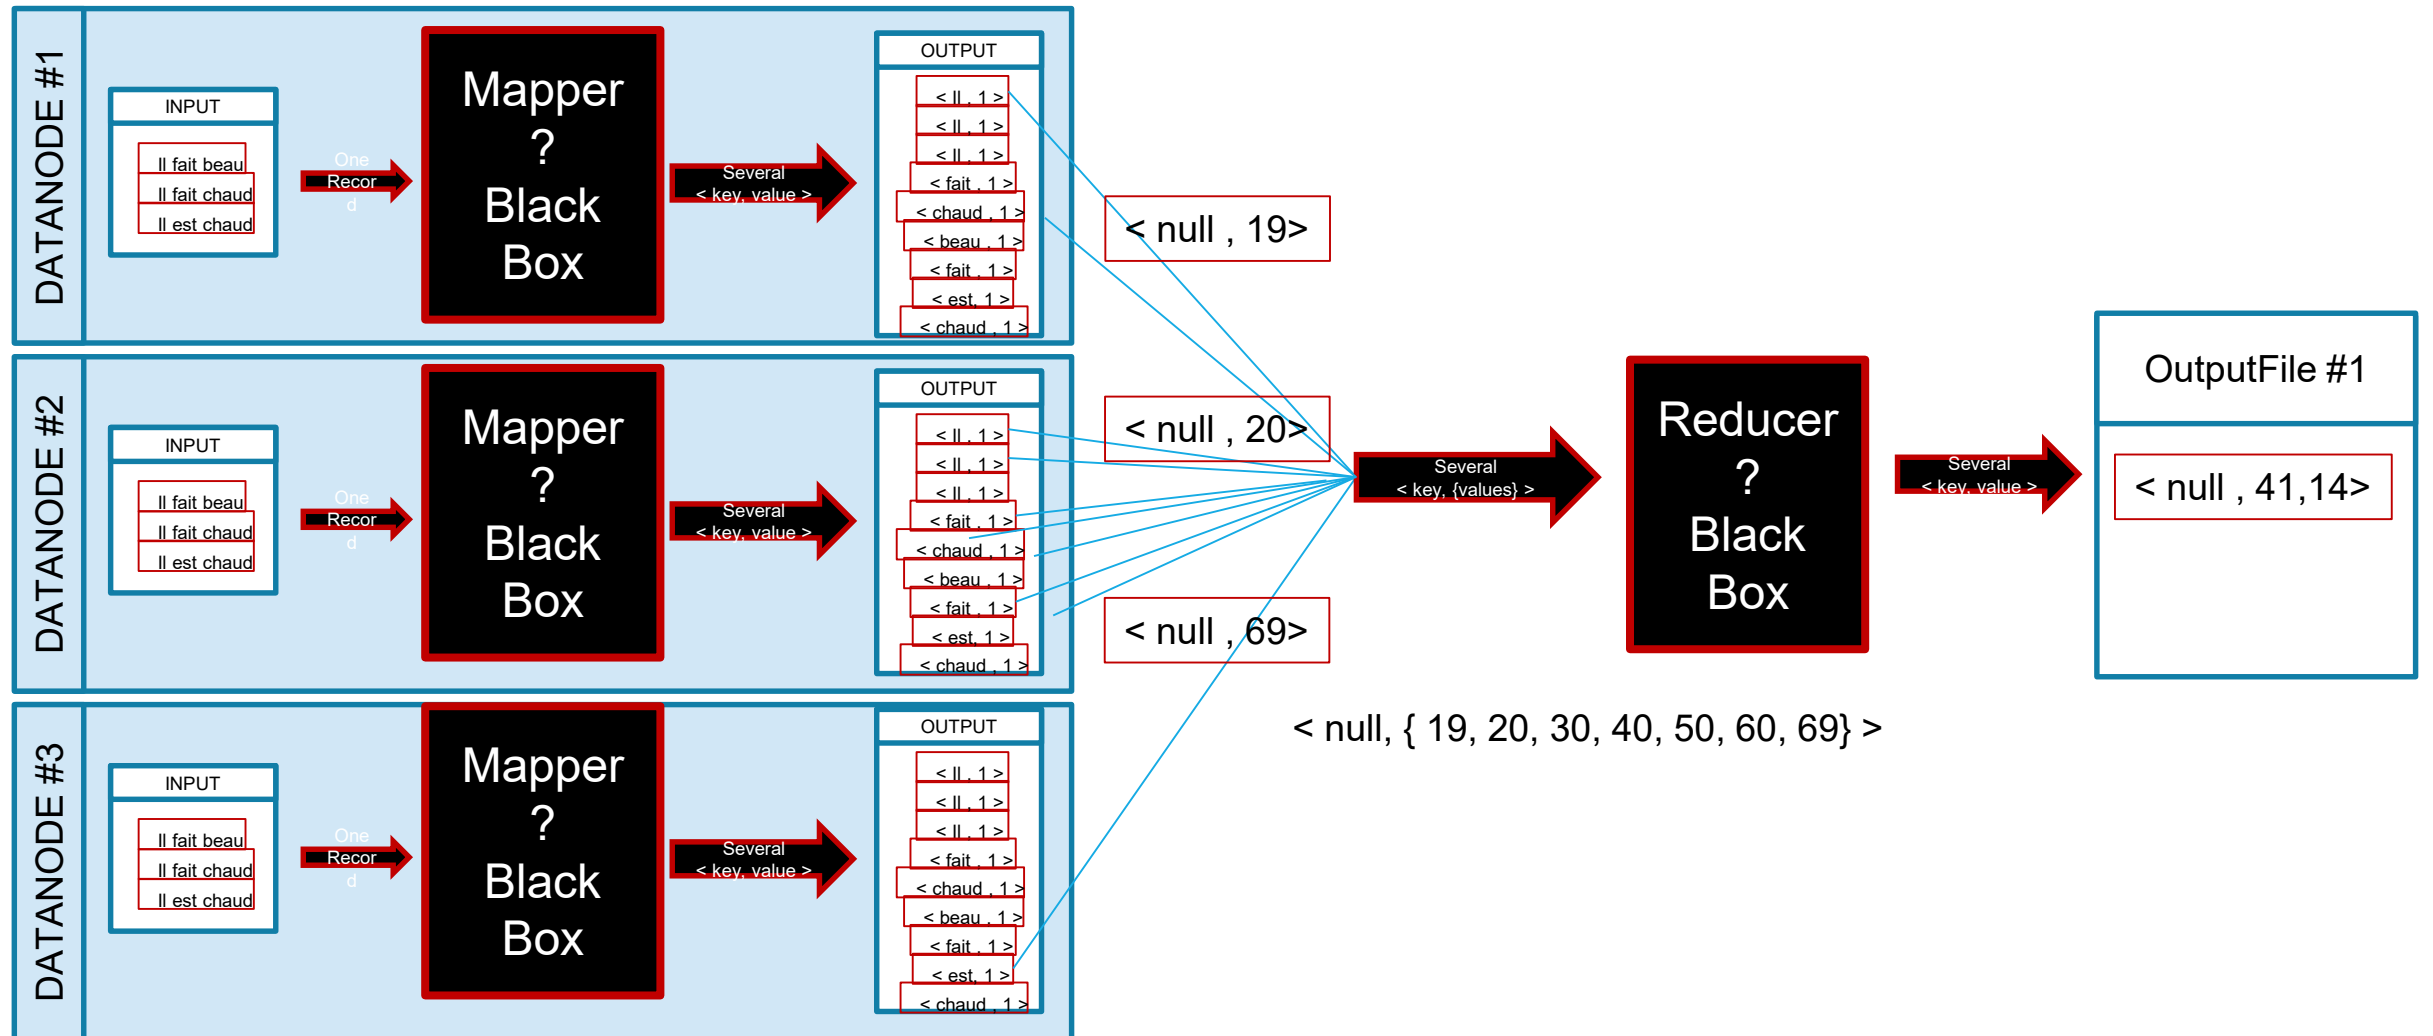 DATANODE #1
INPUT
Il fait beau
Il fait chaud
Il est chaud
One
Recor
d
Mapper
?
Black
Box
Several
< key, value >
OUTPUT
< Il , 1 >
< Il , 1 >
< Il , 1 >
< fait , 1 >
< chaud , 1 >
< beau , 1 >
< fait , 1 >
< est, 1 >
< chaud , 1 >
DATANODE #2
INPUT
Il fait beau
Il fait chaud
Il est chaud
One
Recor
d
Mapper
?
Black
Box
Several
< key, value >
OUTPUT
< Il , 1 >
< Il , 1 >
< Il , 1 >
< fait , 1 >
< chaud , 1 >
< beau , 1 >
< fait , 1 >
< est, 1 >
< chaud , 1 >
DATANODE #3
INPUT
Il fait beau
Il fait chaud
Il est chaud
One
Recor
d
Mapper
?
Black
Box
Several
< key, value >
OUTPUT
< Il , 1 >
< Il , 1 >
< Il , 1 >
< fait , 1 >
< chaud , 1 >
< beau , 1 >
< fait , 1 >
< est, 1 >
< chaud , 1 >
< null , 19>
< null , 20>
< null , 69>
Several
< key, {values} >
Reducer
?
Black
Box
< null, { 19, 20, 30, 40, 50, 60, 69} >
Several
< key, value >
OutputFile #1
< null , 41,14>